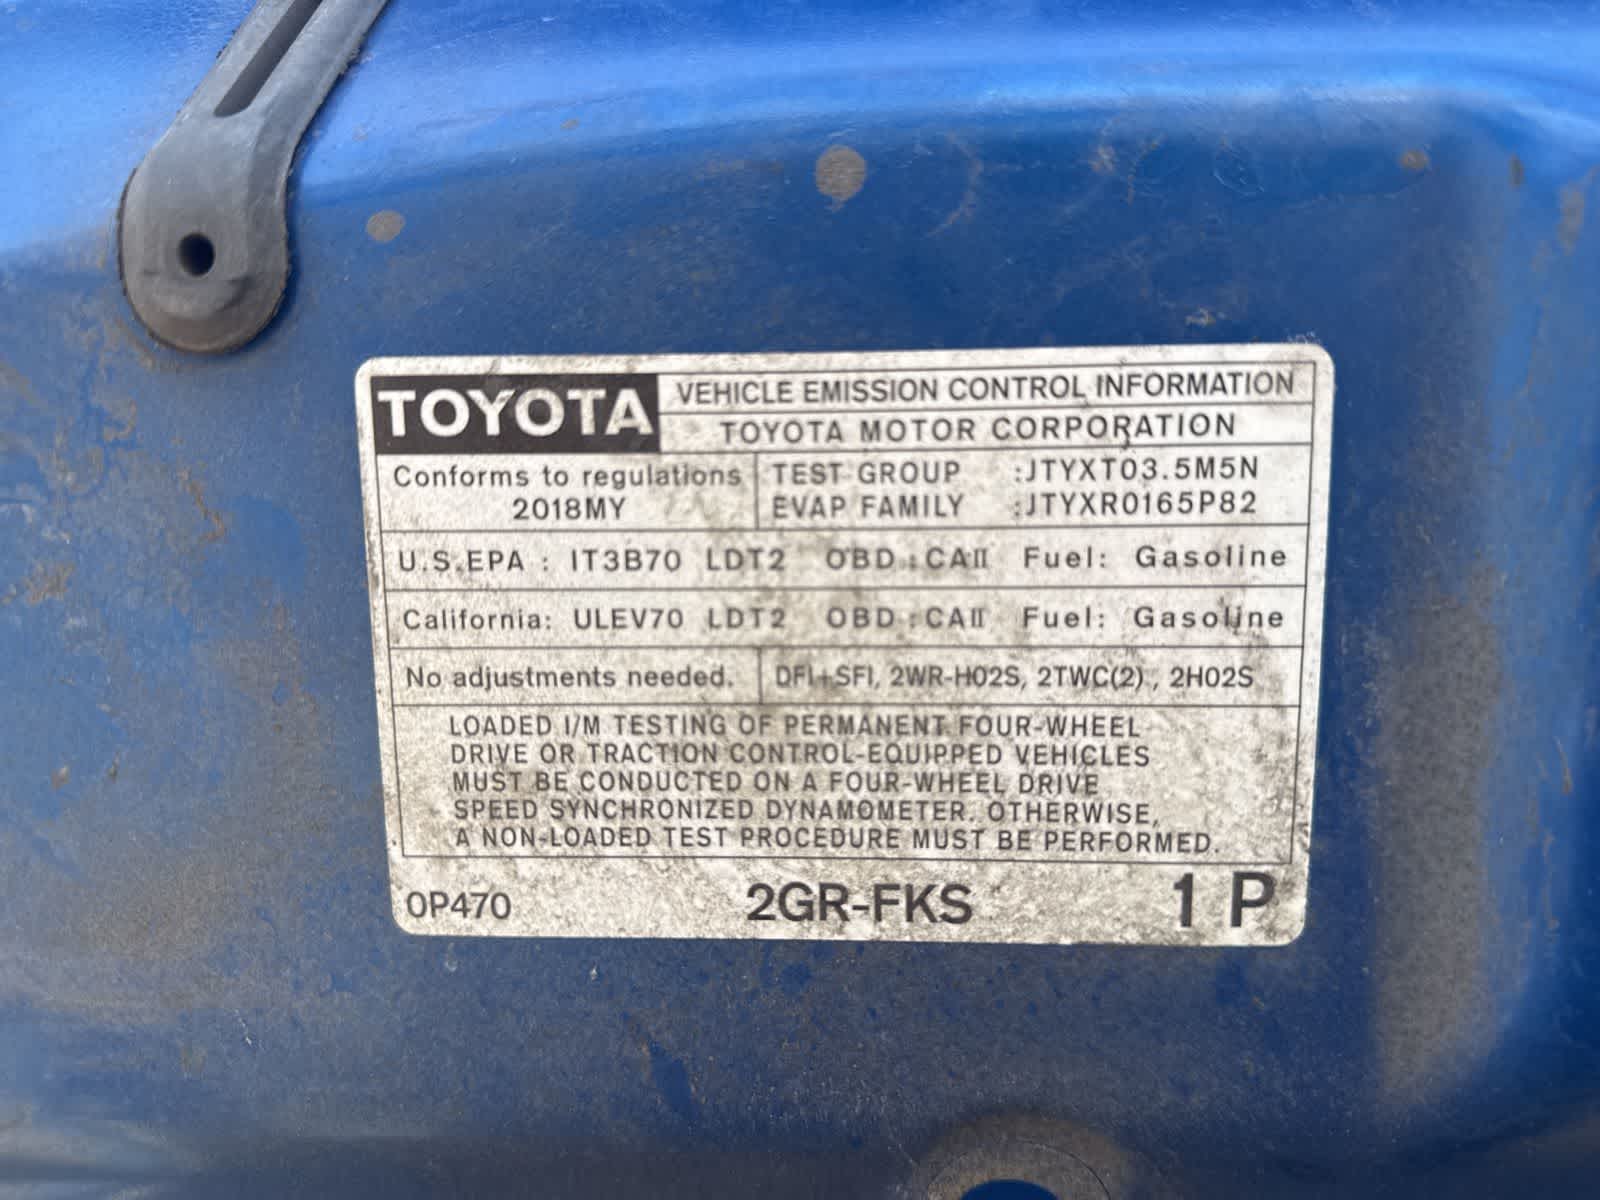 TOYOTA VEHICLE EMISSION CONTROL INFORMATION
TOYOTA MOTOR CORPORATION
Conforms to regulations
2018MY
TEST GROUP :JTYXT03.5M5N
EVAP FAMILY :JTYXR0165P82
U.S.EPA : IT3B70 LDT2 OBD : CAII Fuel: Gasoline
California: ULEV70 LDT2 OBD : CAII Fuel: Gasoline
No adjustments needed. DFI+SFI, 2WR-HO2S, 2TWC(2) , 2HO2S
LOADED I/M TESTING OF PERMANENT FOUR-WHEEL
DRIVE OR TRACTION CONTROL-EQUIPPED VEHICLES
MUST BE CONDUCTED ON A FOUR-WHEEL DRIVE
SPEED SYNCHRONIZED DYNAMOMETER. OTHERWISE,
A NON-LOADED TEST PROCEDURE MUST BE PERFORMED.
0P470 2GR-FKS 1 P